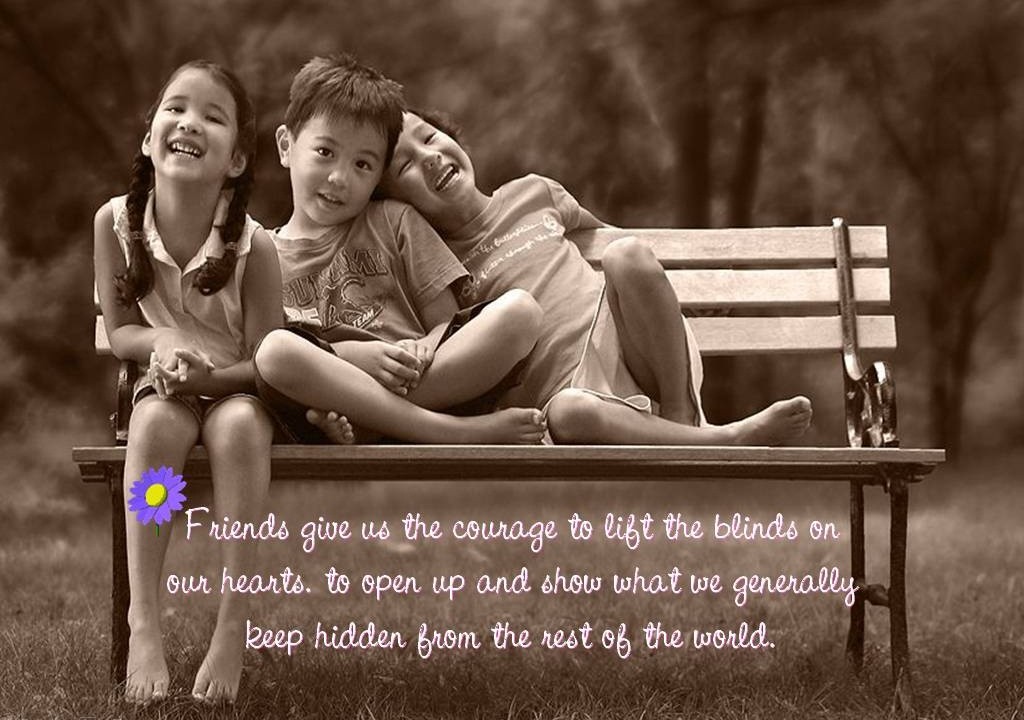 Friends give us the courage to lift the blinds on
our hearts. to open up and show what we generally
keep hidden from the rest of the world.
TEAM